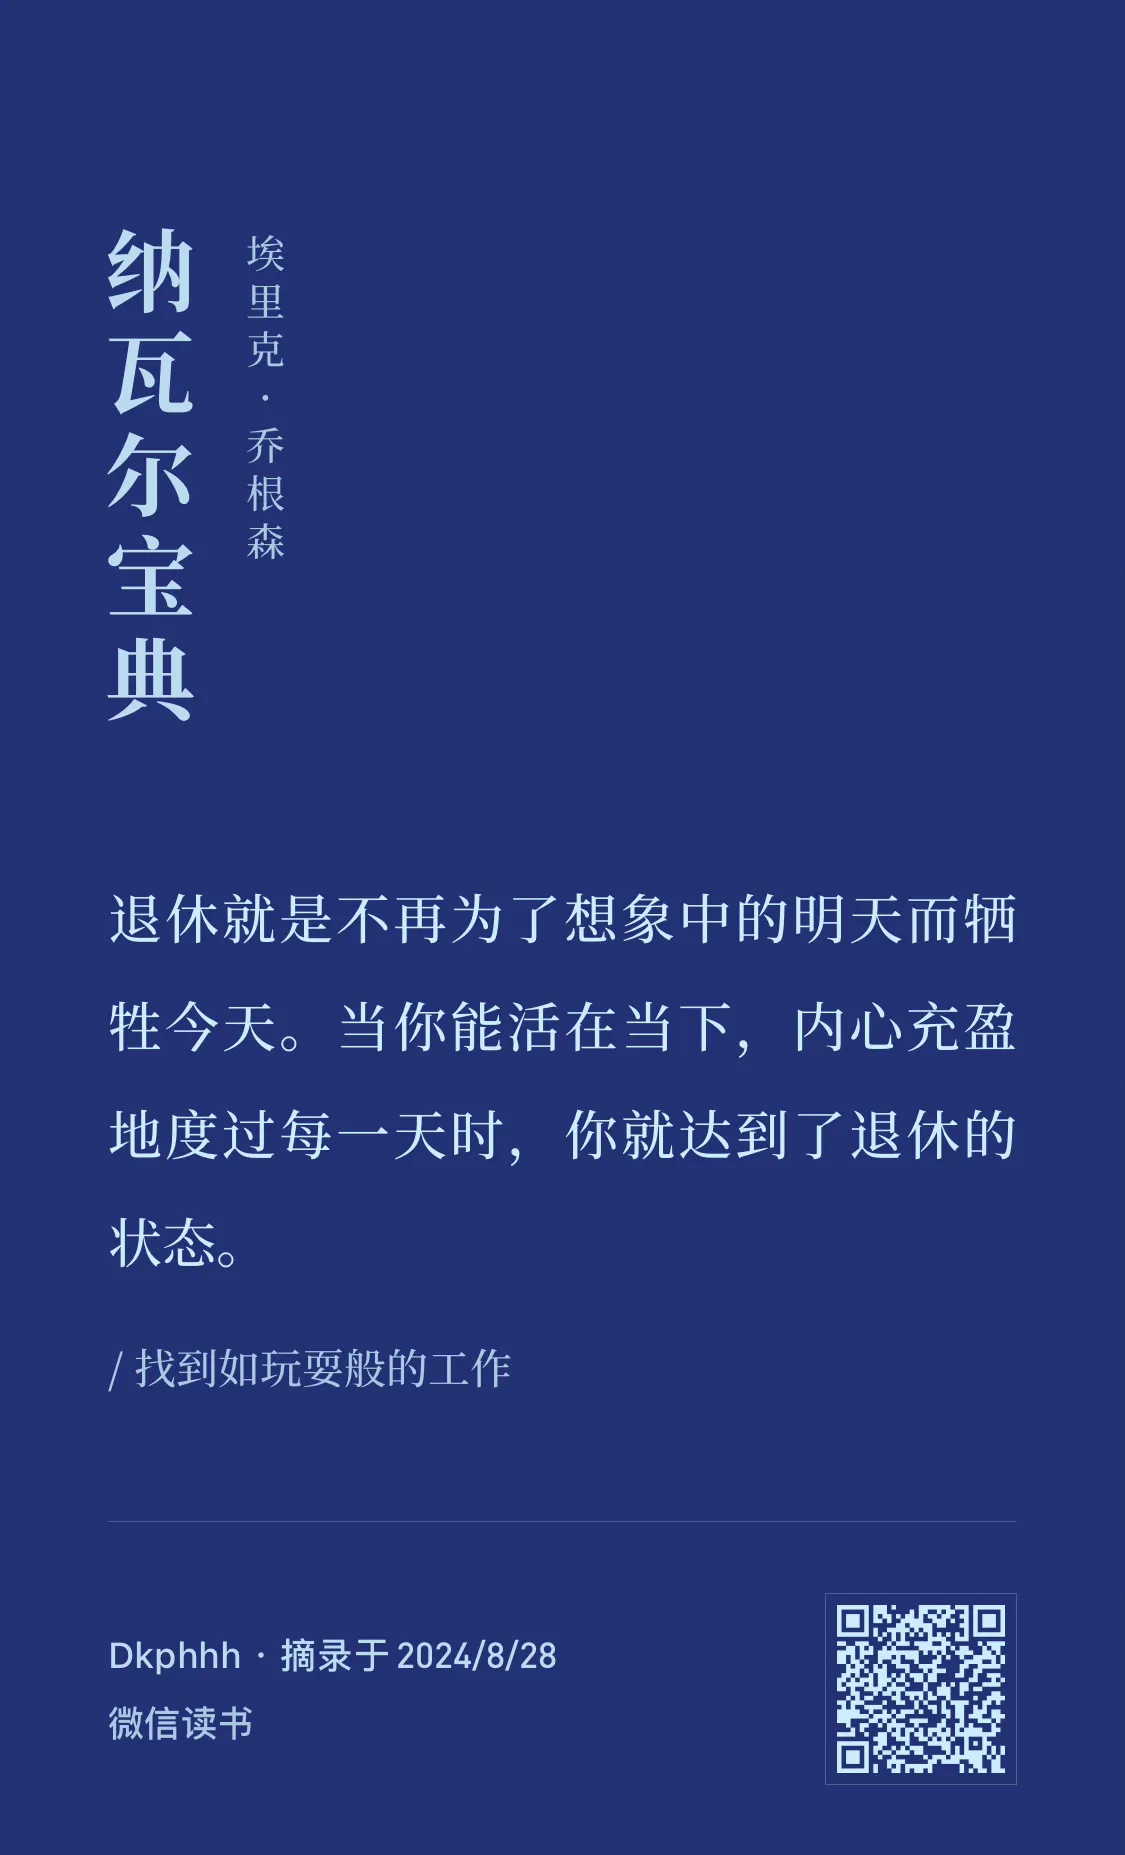 纳瓦尔宝典
埃里克·乔根森
退休就是不再为了想象中的明天而牺
牲今天。当你能活在当下，内心充盈
地度过每一天时，你就达到了退休的
状态。
/ 找到如玩耍般的工作
Dkphhh · 摘录于 2024/8/28
微信读书